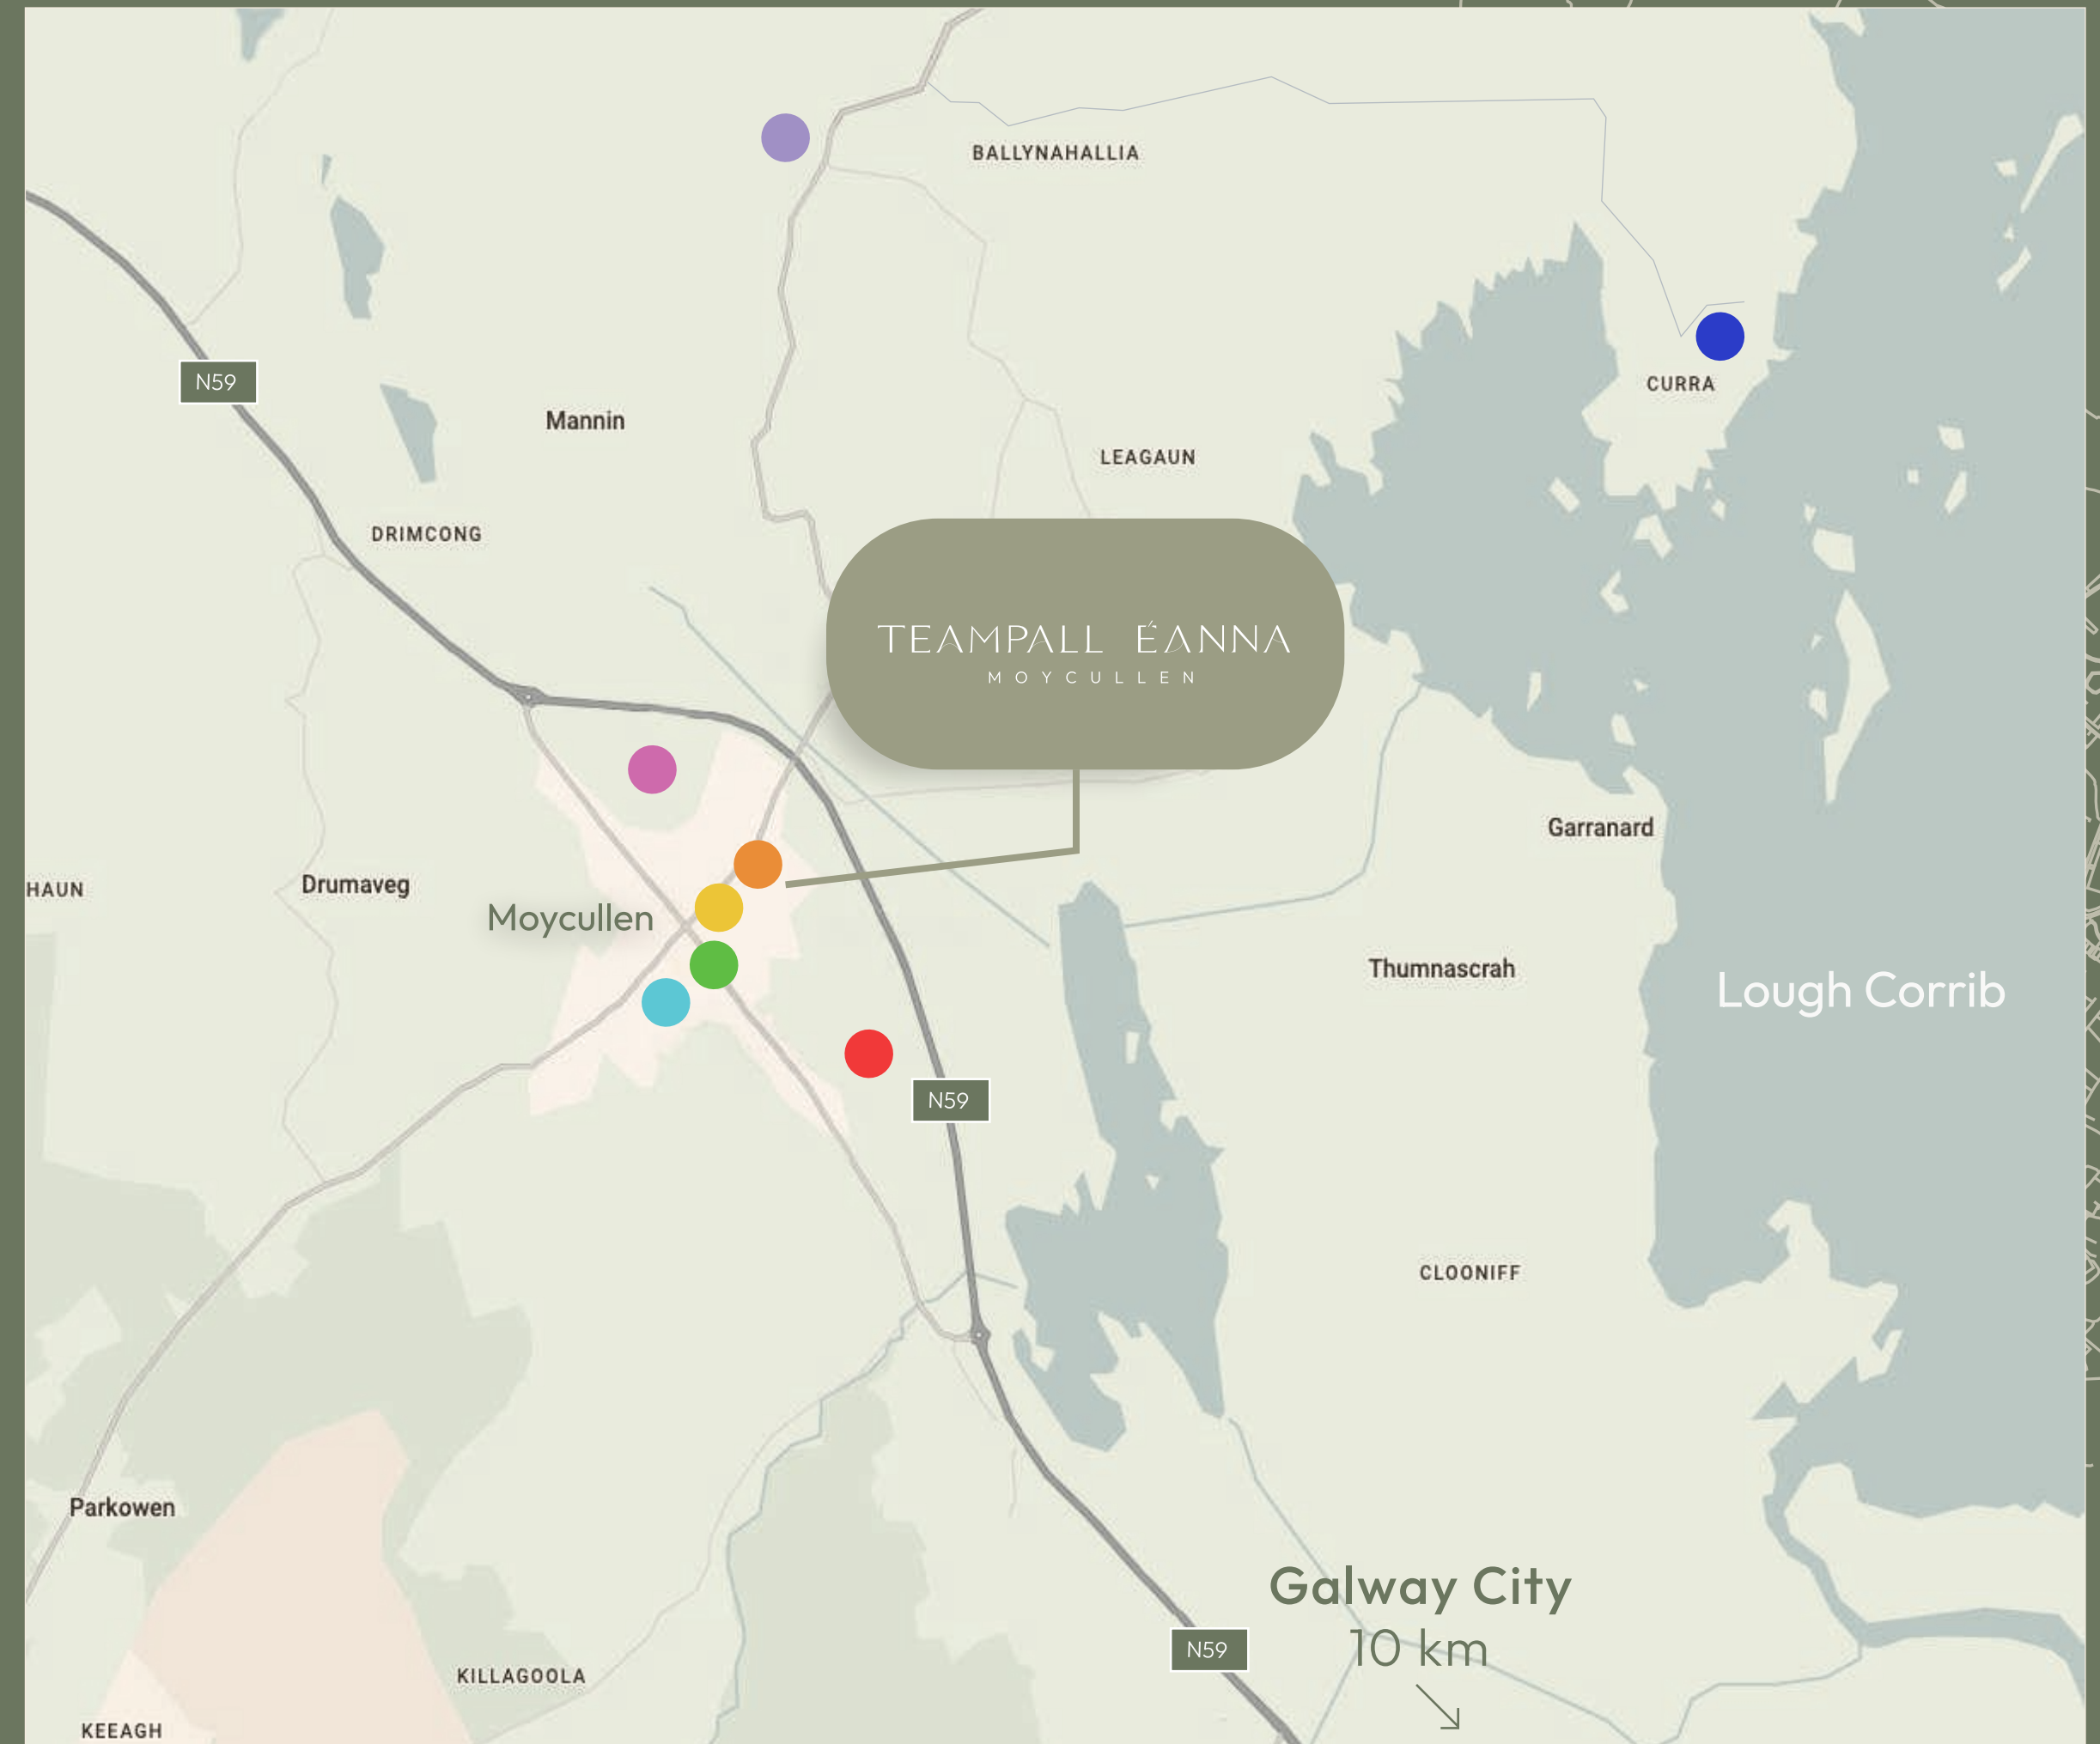 BALLYNAHALLIA
N59
CURRA
Mannin
LEAGAUN
DRIMCONG
TEAMPALL ÉANNA
MOYCULLEN
Garranard
HAUN
Drumaveg
Moycullen
Thumnascrah
Lough Corrib
N59
CLOONIFF
Parkowen
Galway City
10 km
N59
KILLAGOOLA
KEEAGH